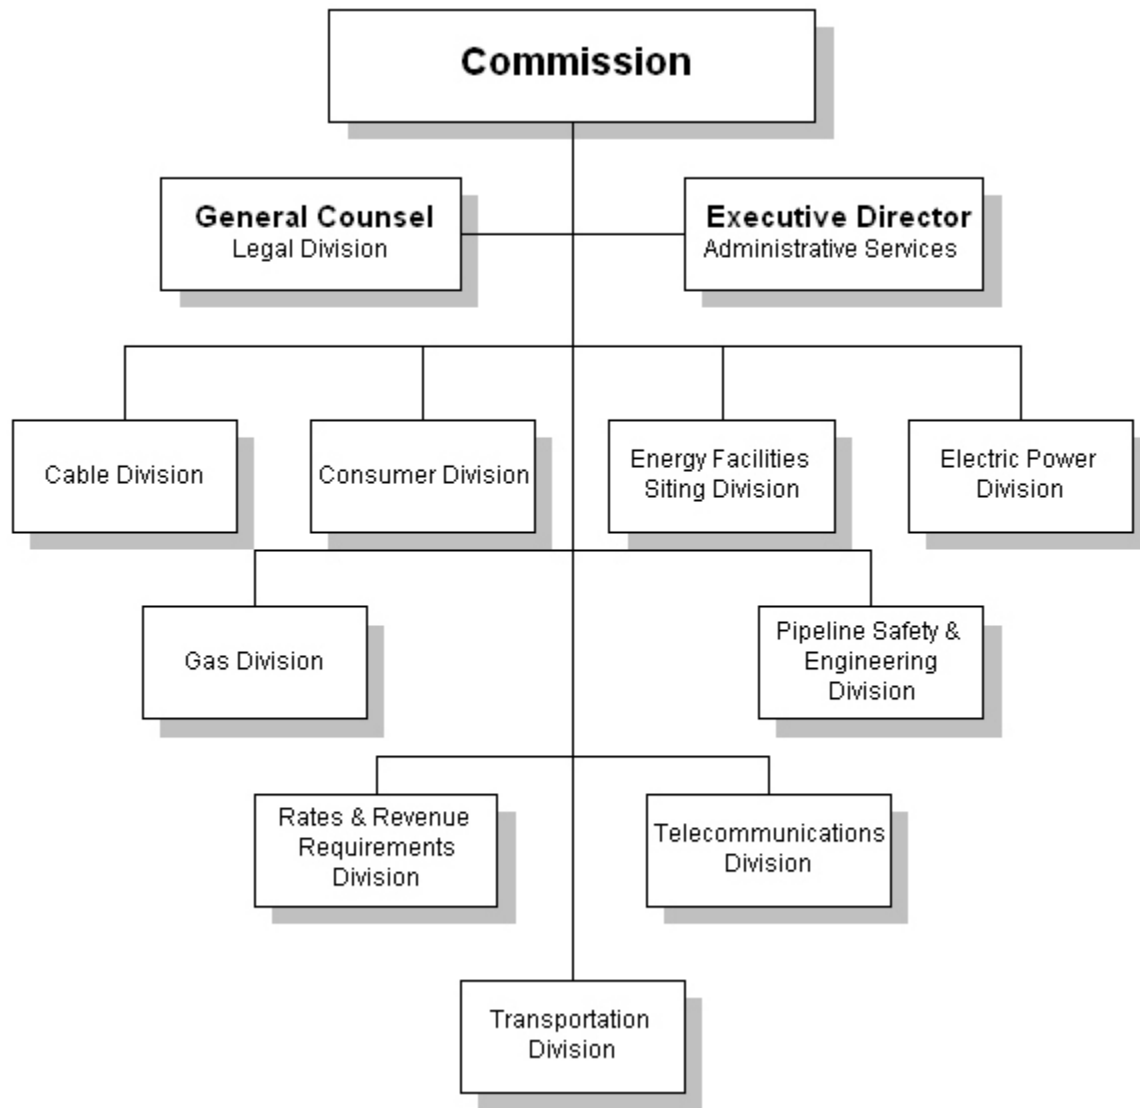 Commission
General Counsel
Legal Division
Executive Director
Administrative Services
Cable Division
Consumer Division
Energy Facilities
Siting Division
Electric Power
Division
Gas Division
Pipeline Safety &
Engineering
Division
Rates & Revenue
Requirements
Division
Telecommunications
Division
Transportation
Division